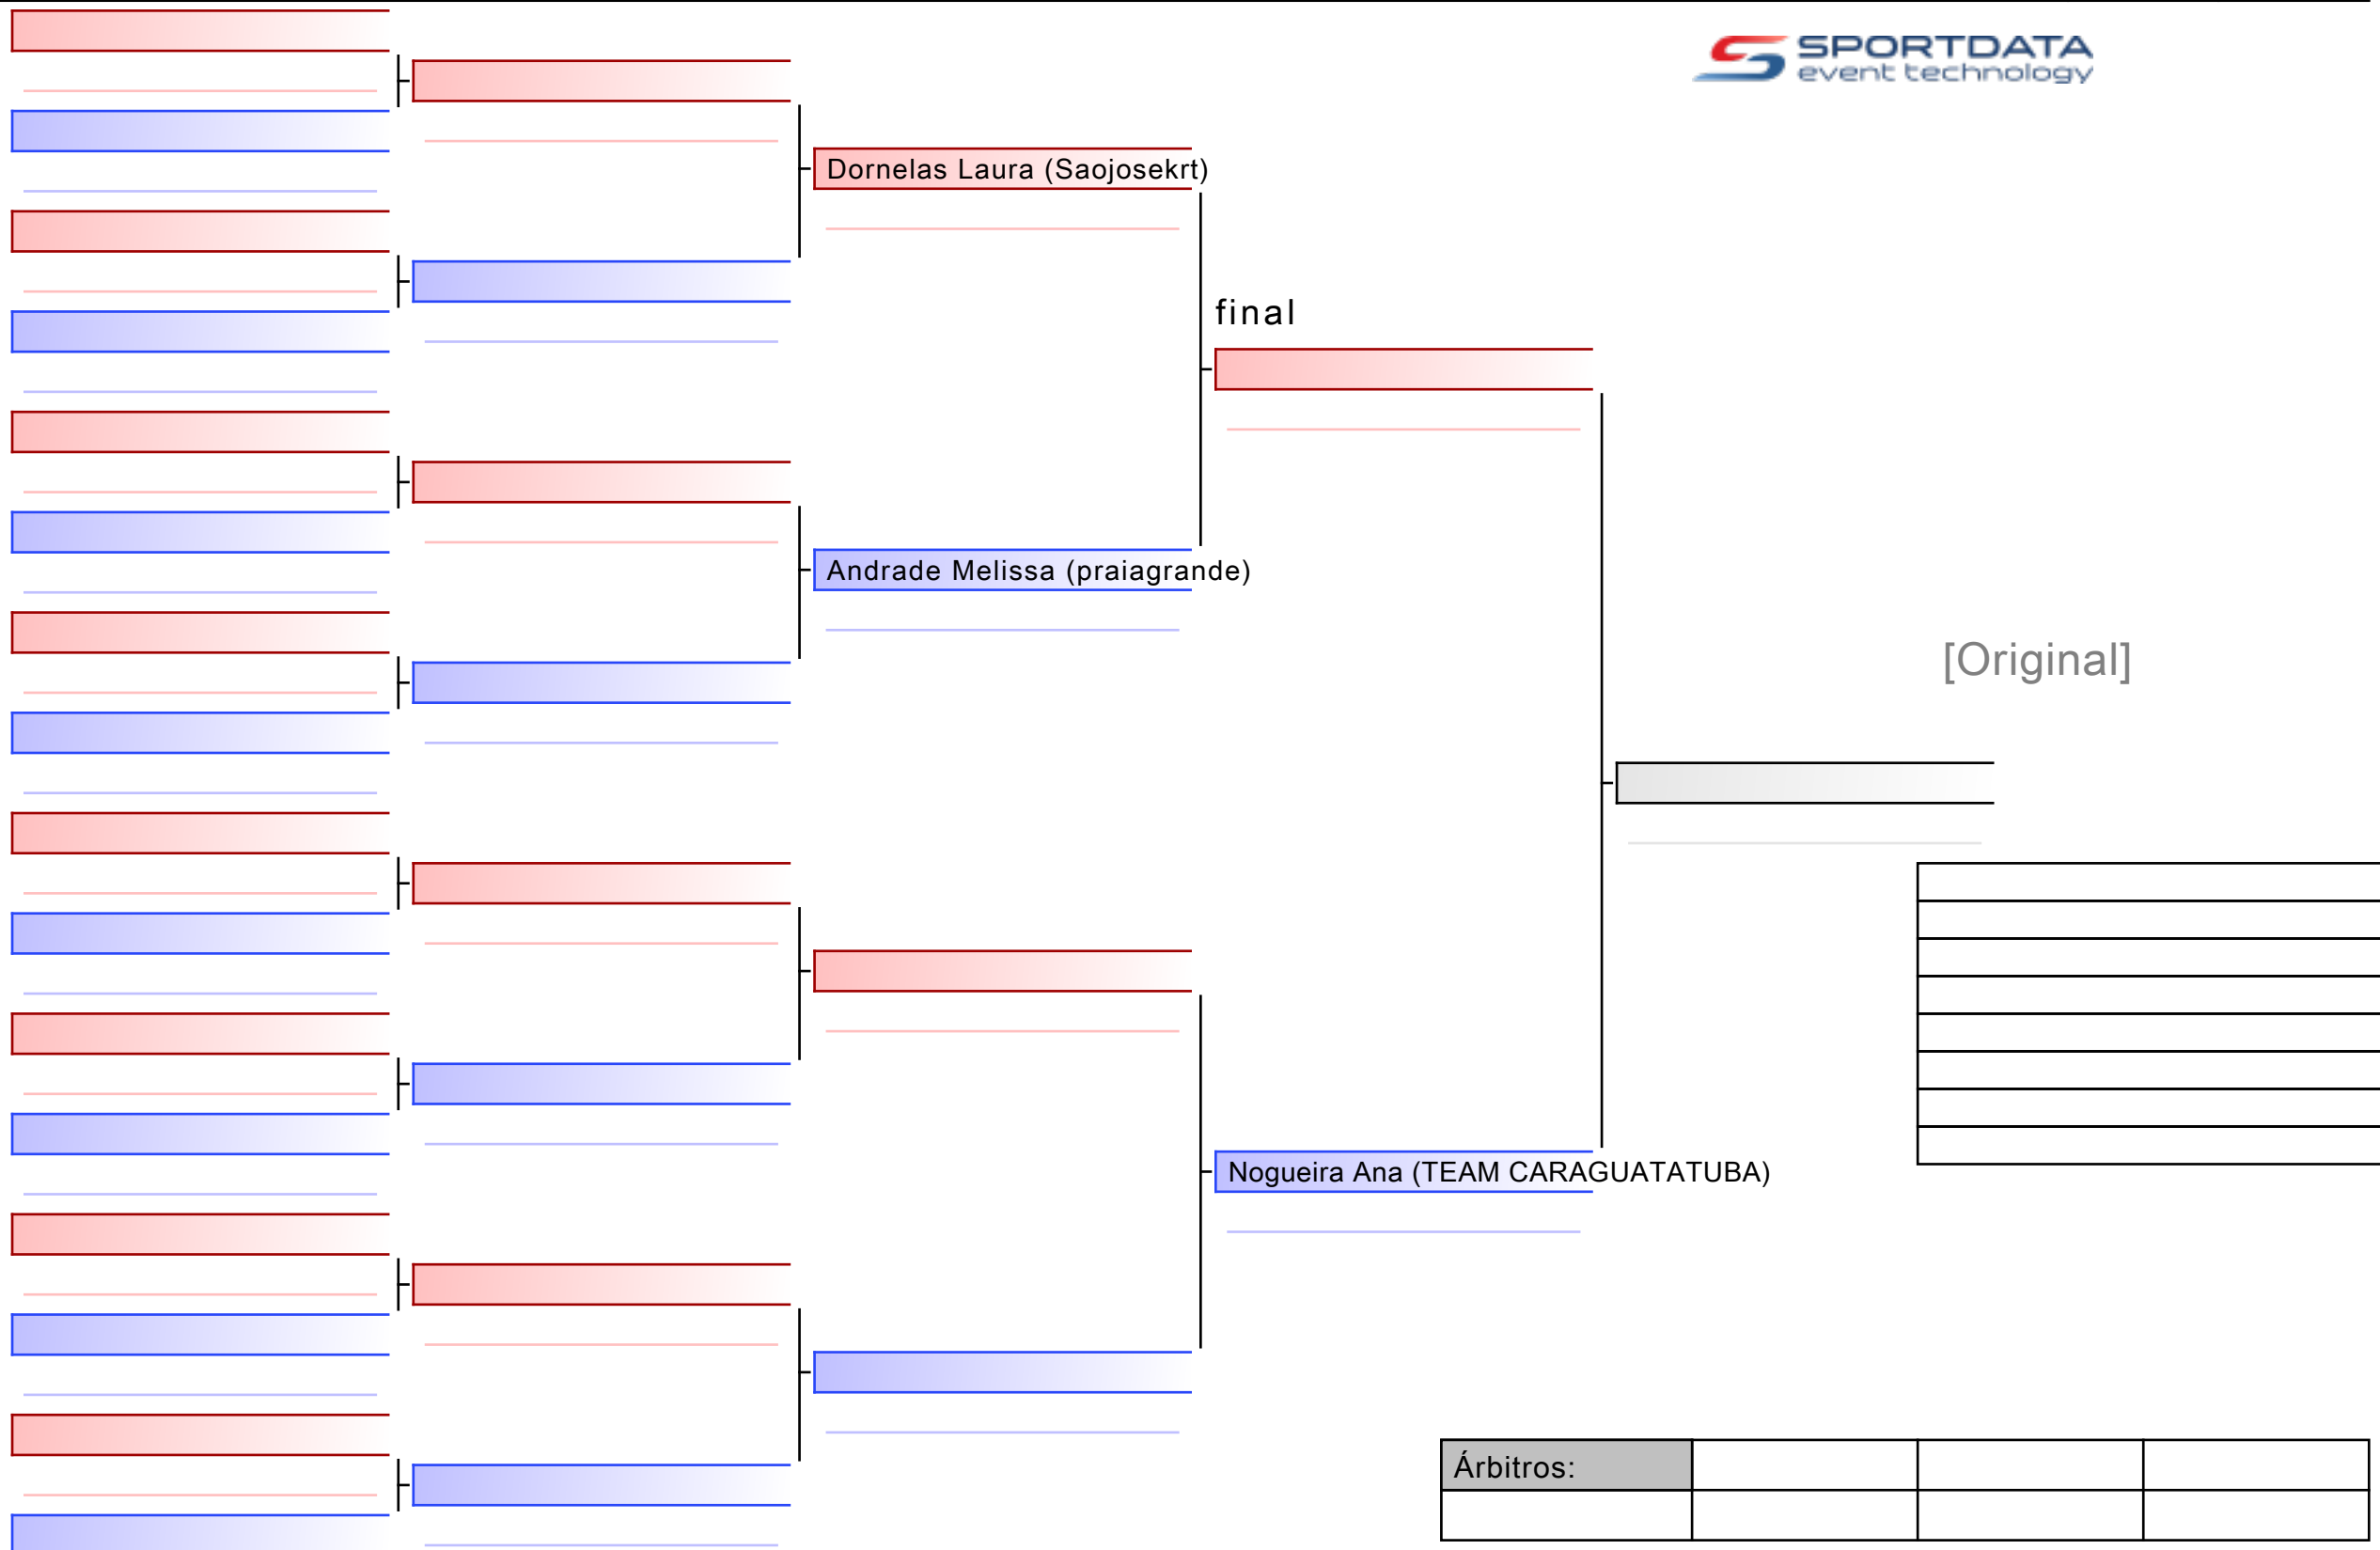 SPORTDATA
event technology
Dornelas Laura (Saojosekrt)
final
Andrade Melissa (praiagrande)
[Original]
Nogueira Ana (TEAM CARAGUATATUBA)
Árbitros: